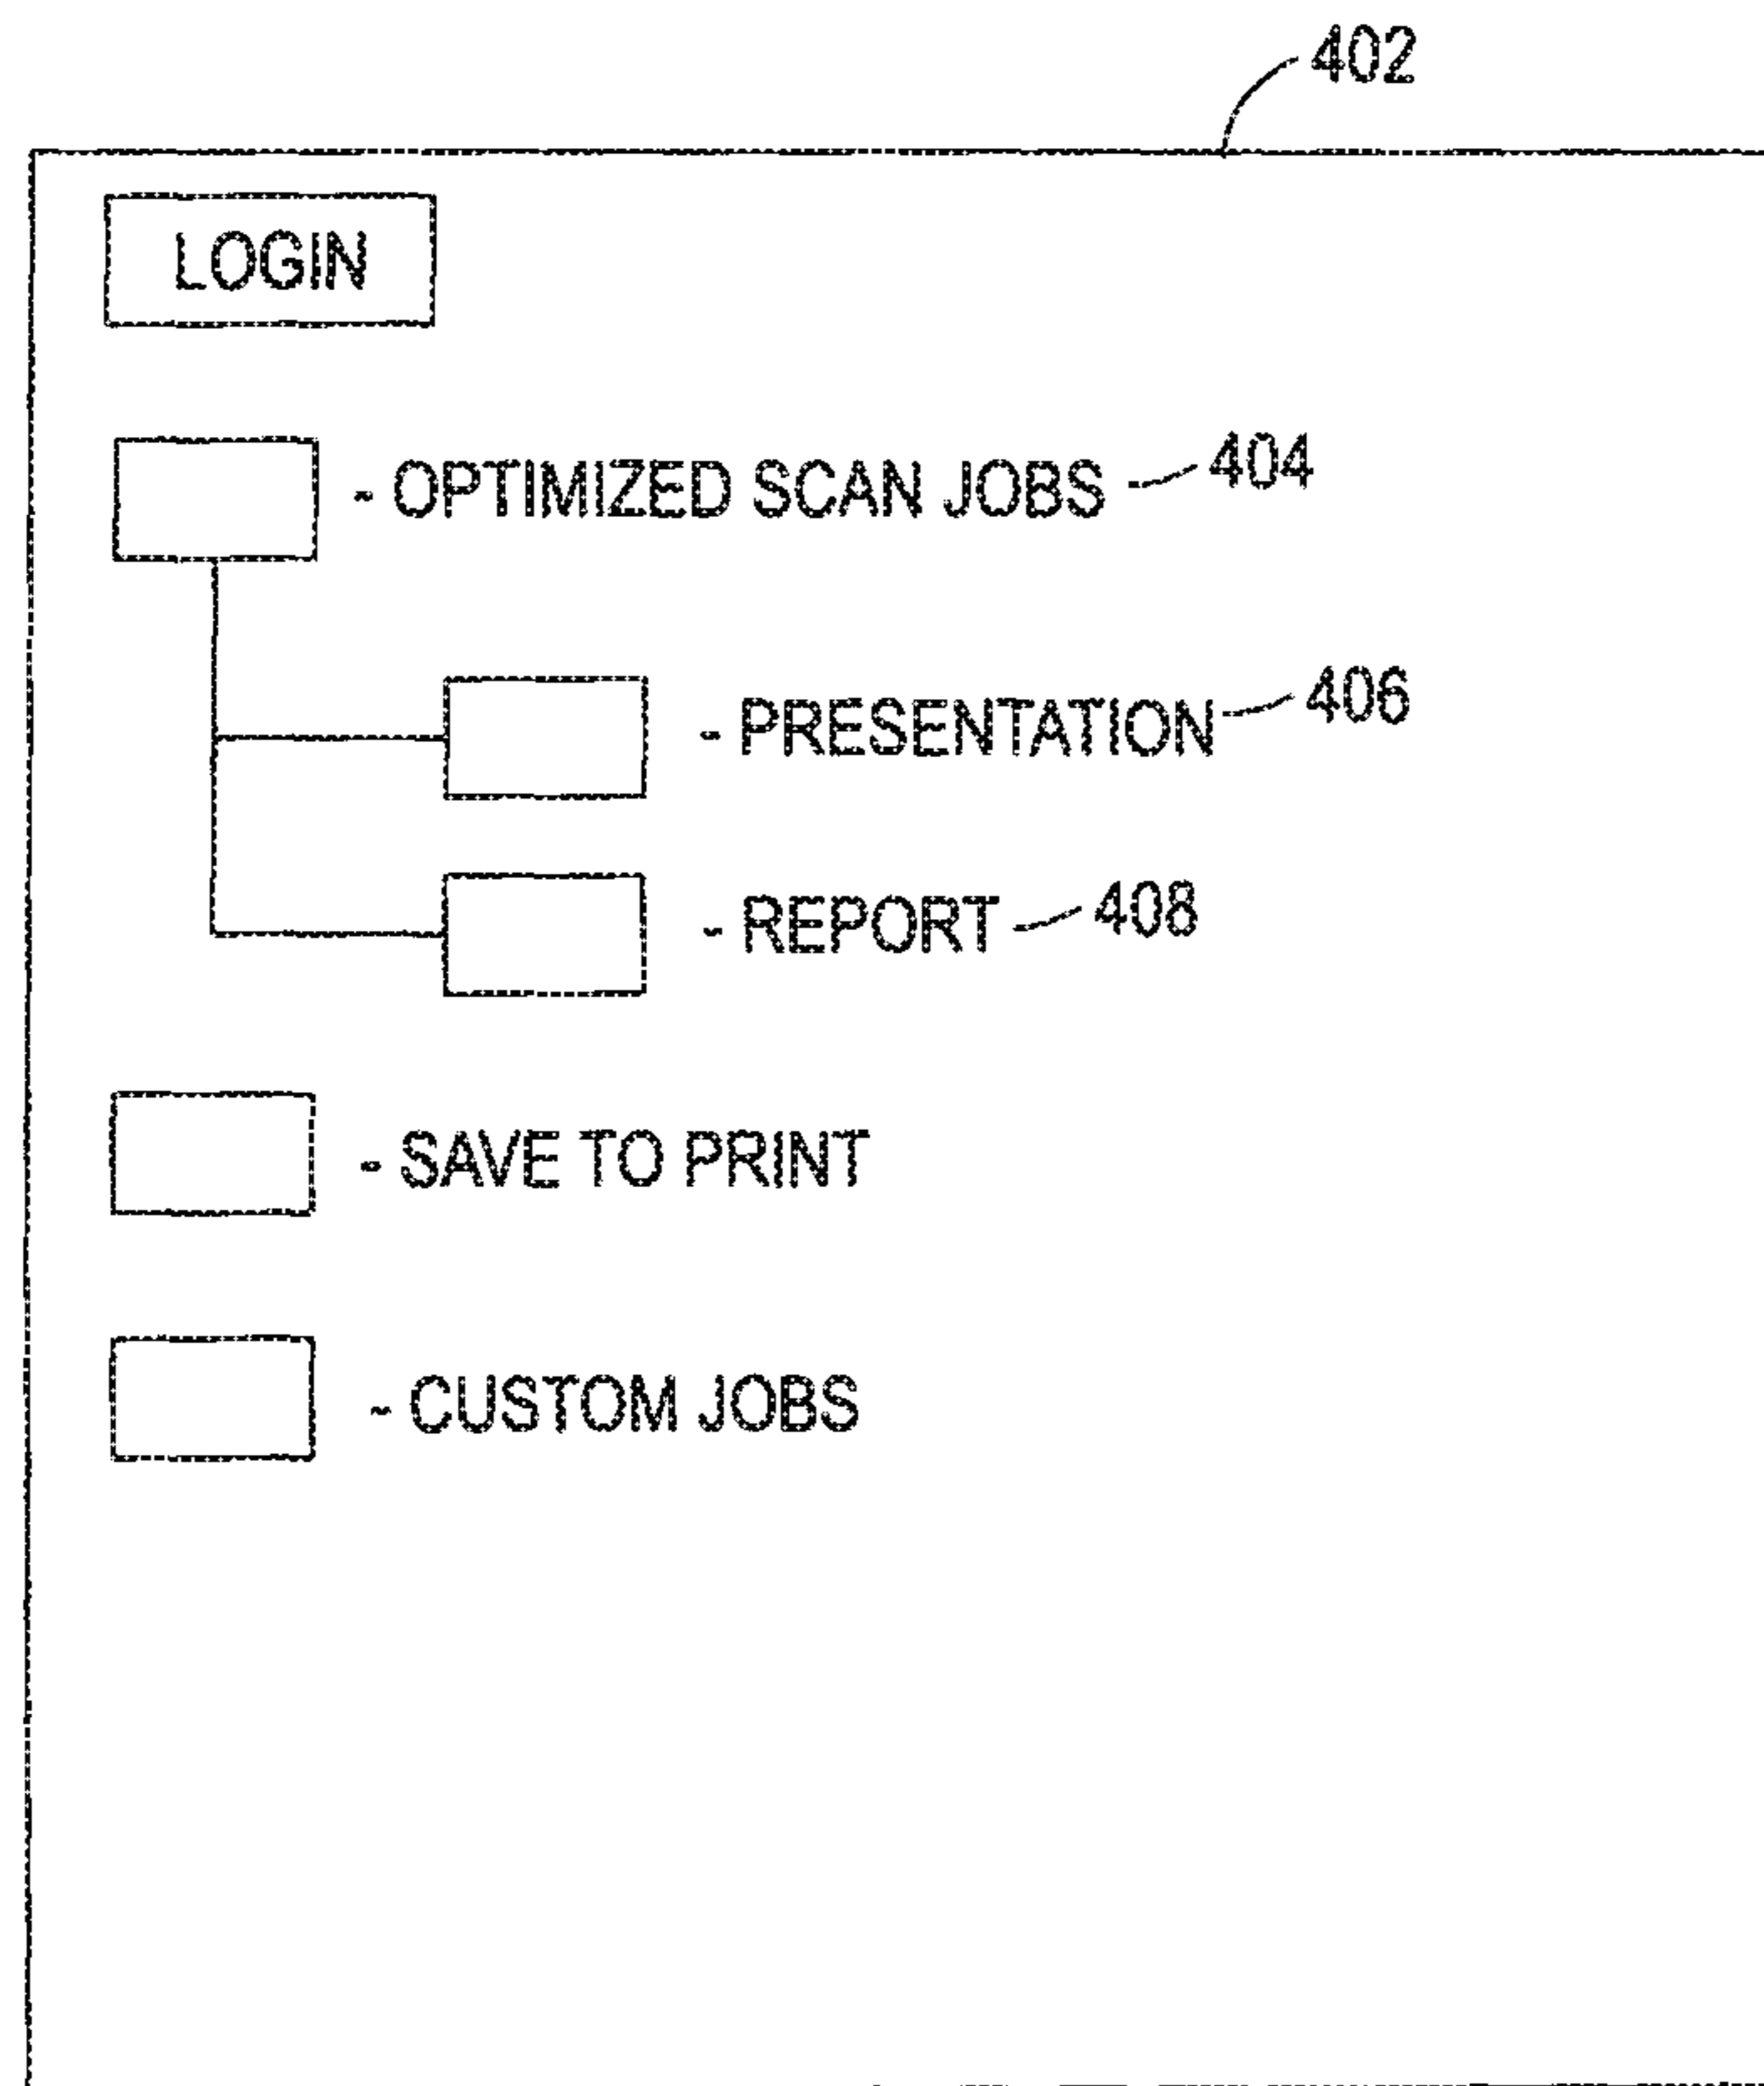 402
LOGIN
- OPTIMIZED SCAN JOBS - 404
- PRESENTATION 406
- REPORT 408
- SAVE TO PRINT
- CUSTOM JOBS